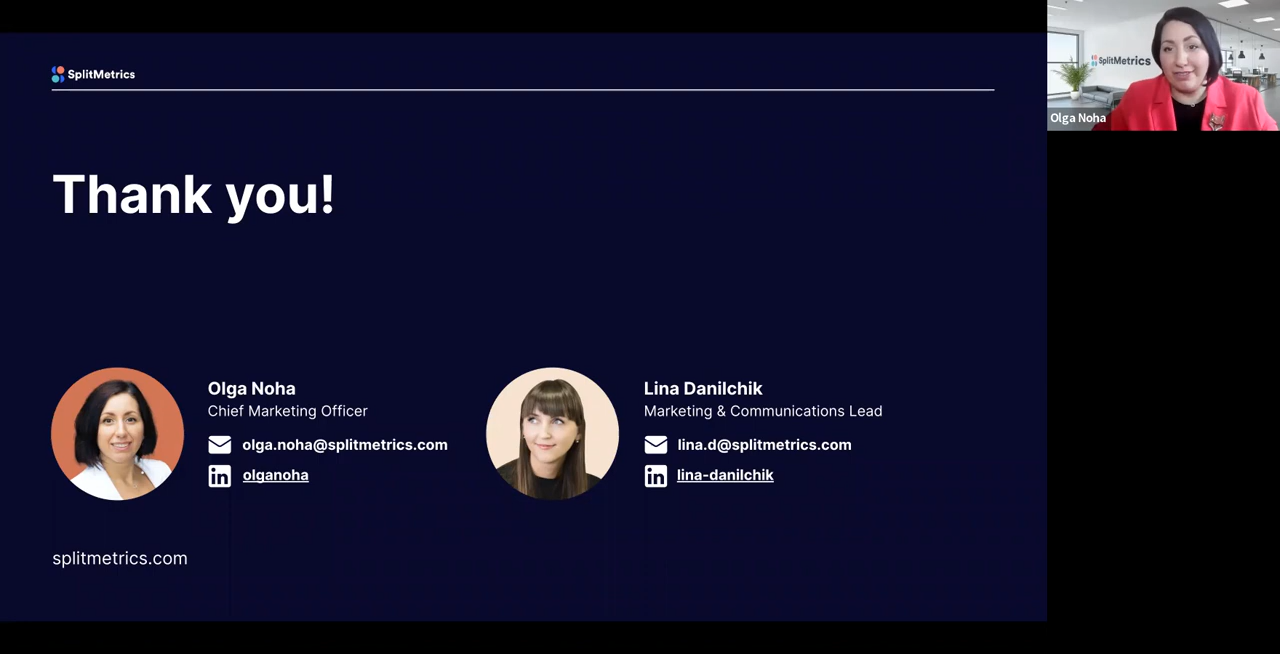 SplitMetrics
Thank you!
Olga Noha
Chief Marketing Officer
olga.noha@splitmetrics.com
olganoha
Lina Danilchik
Marketing & Communications Lead
lina.d@splitmetrics.com
lina-danilchik
splitmetrics.com
SplitMetrics
Olga Noha